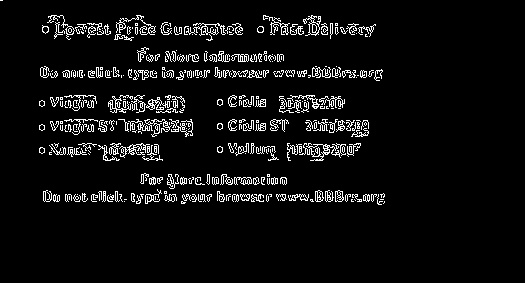 Lowest Price Guarantee Fast Delivery
For More Information
Do not click, type in your browser www.BBBrx.org
Viagra Cialis
Viagra ST Cialis ST
Xanax Valium
For More Information
Do not click, type in your browser www.BBBrx.org